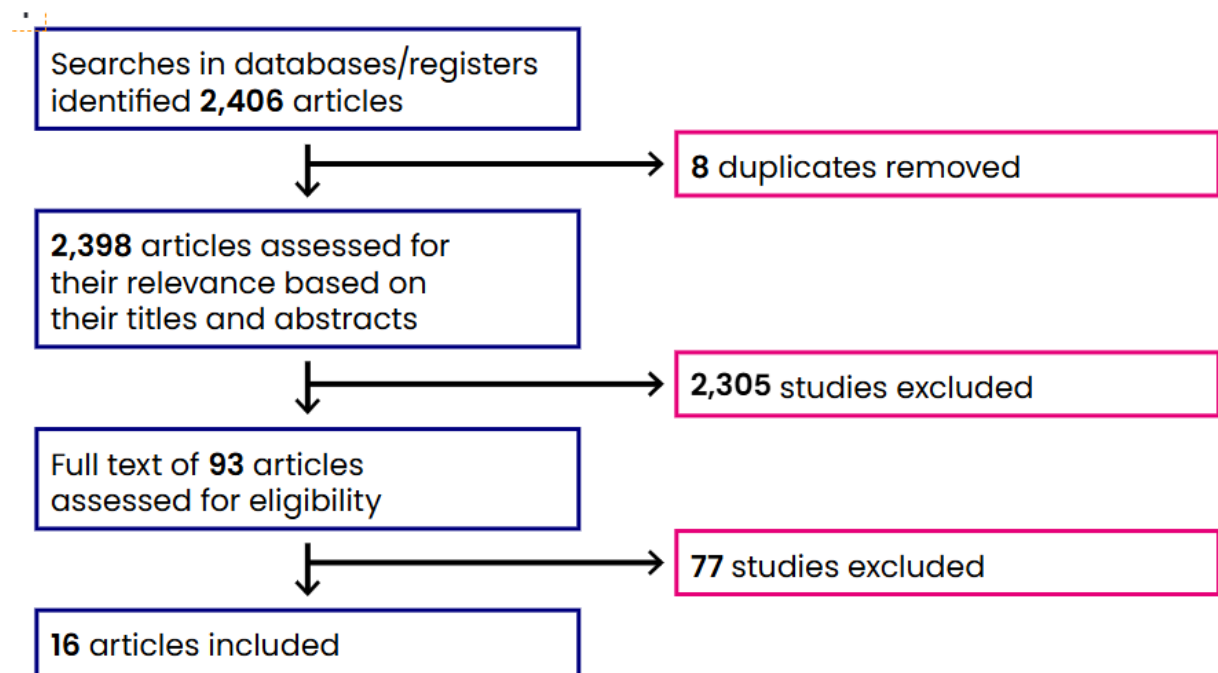 Searches in databases/registers
identified 2,406 articles
8 duplicates removed
2,398 articles assessed for
their relevance based on
their titles and abstracts
2,305 studies excluded
Full text of 93 articles
assessed for eligibility
77 studies excluded
16 articles included